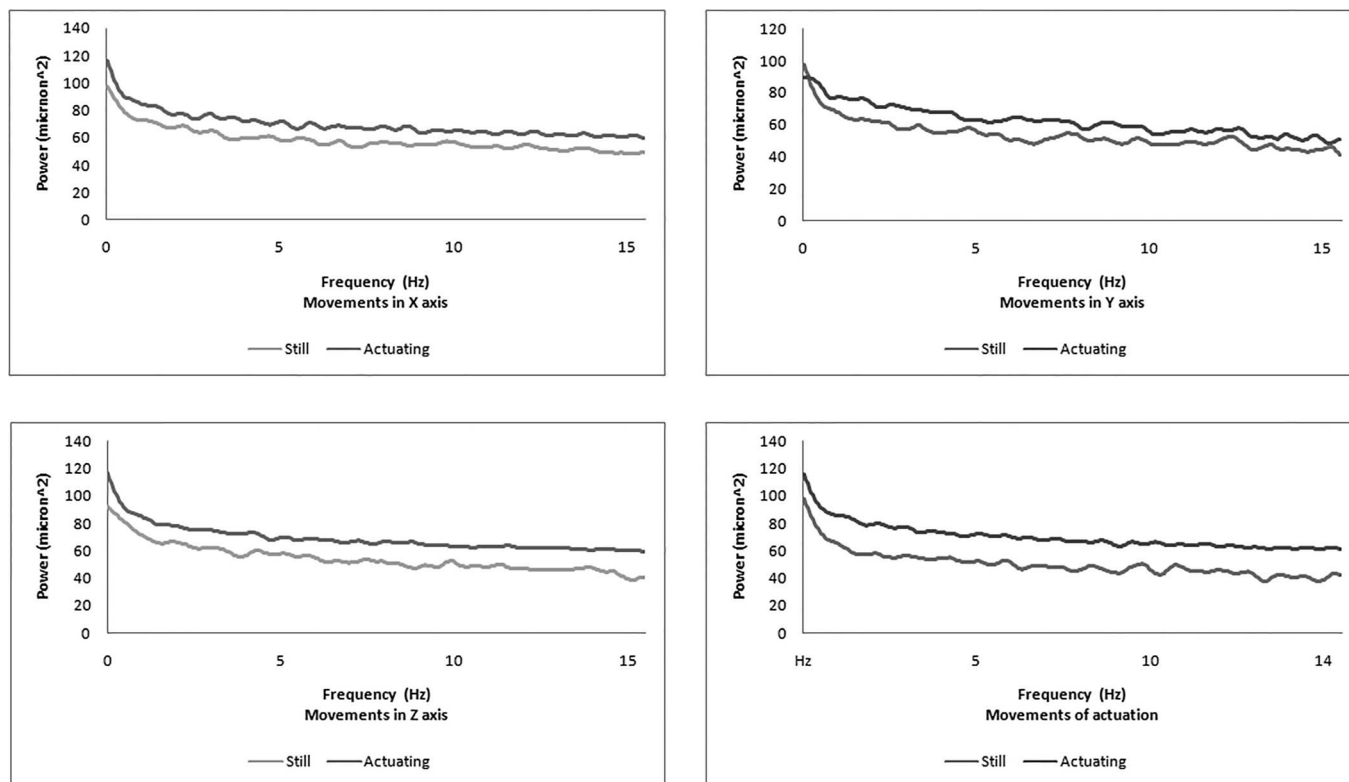 Power (micrnon^2)
140
120
100
80
60
40
20
0
0 5 10 15
Frequency (Hz)
Movements in X axis
Still Actuating
Power (micrnon^2)
120
100
80
60
40
20
0
0 5 10 15
Frequency (Hz)
Movements in Y axis
Still Actuating
Power (micron^2)
140
120
100
80
60
40
20
0
0 5 10 15
Frequency (Hz)
Movements in Z axis
Still Actuating
Power (micron^2)
140
120
100
80
60
40
20
0
Hz 5 10 14
Frequency (Hz)
Movements of actuation
Still Actuating